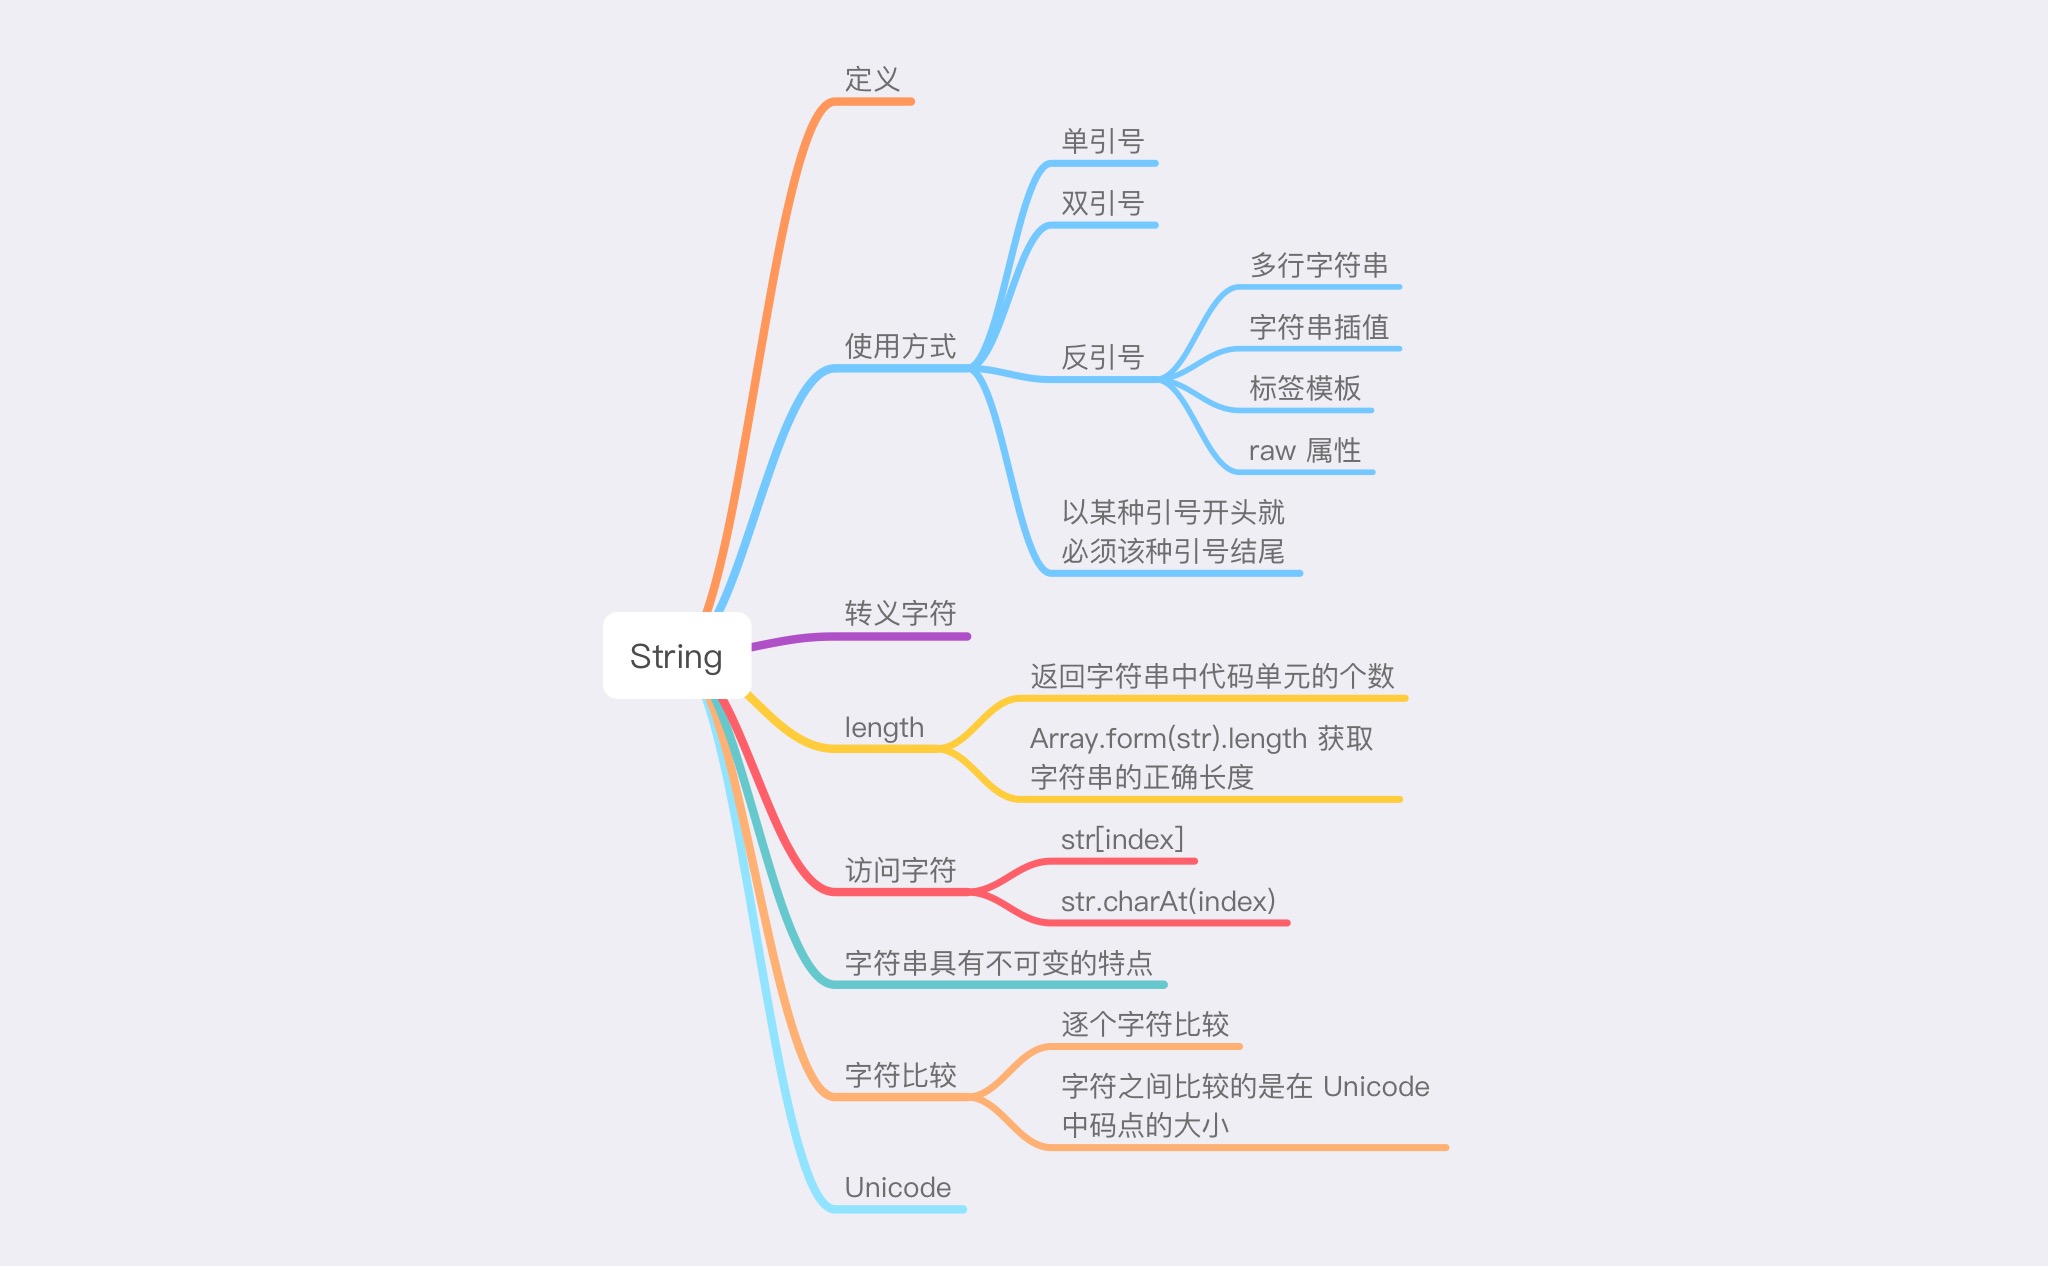 定义
单引号
双引号
多行字符串
字符串插值
使用方式
反引号
标签模板
raw 属性
以某种引号开头就
必须该种引号结尾
转义字符
String
返回字符串中代码单元的个数
length
Array.form(str).length 获取
字符串的正确长度
str[index]
访问字符
str.charAt(index)
字符串具有不可变的特点
逐个字符比较
字符比较
字符之间比较的是在 Unicode
中码点的大小
Unicode